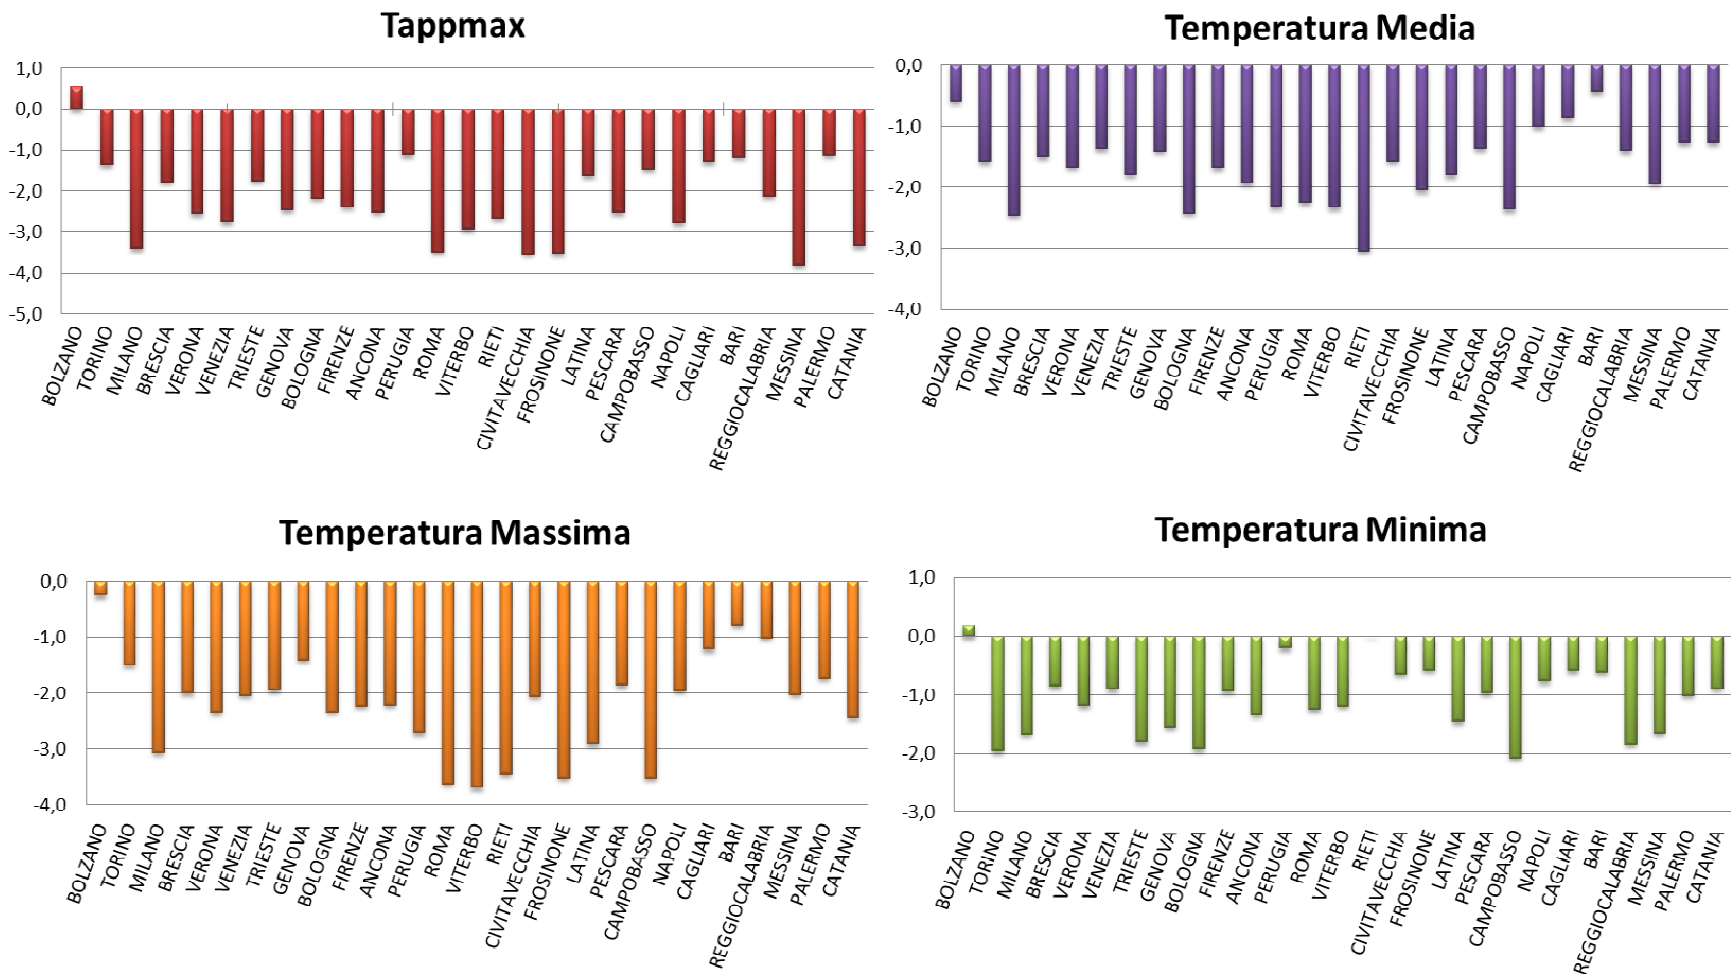 Tappmax
1,0
0,0
-1,0
-2,0
-3,0
-4,0
-5,0
BOLZANO
TORINO
MILANO
BRESCIA
VERONA
VENEZIA
TRIESTE
GENOVA
BOLOGNA
FIRENZE
ANCONA
PERUGIA
ROMA
VITERBO
RIETI
CIVITAVECCHIA
FROSINONE
LATINA
PESCARA
CAMPOBASSO
NAPOLI
CAGLIARI
BARI
REGGIOCALABRIA
MESSINA
PALERMO
CATANIA
Temperatura Media
0,0
-1,0
-2,0
-3,0
-4,0
BOLZANO
TORINO
MILANO
BRESCIA
VERONA
VENEZIA
TRIESTE
GENOVA
BOLOGNA
FIRENZE
ANCONA
PERUGIA
ROMA
VITERBO
RIETI
CIVITAVECCHIA
FROSINONE
LATINA
PESCARA
CAMPOBASSO
NAPOLI
CAGLIARI
BARI
REGGIOCALABRIA
MESSINA
PALERMO
CATANIA
Temperatura Massima
0,0
-1,0
-2,0
-3,0
-4,0
BOLZANO
TORINO
MILANO
BRESCIA
VERONA
VENEZIA
TRIESTE
GENOVA
BOLOGNA
FIRENZE
ANCONA
PERUGIA
ROMA
VITERBO
RIETI
CIVITAVECCHIA
FROSINONE
LATINA
PESCARA
CAMPOBASSO
NAPOLI
CAGLIARI
BARI
REGGIOCALABRIA
MESSINA
PALERMO
CATANIA
Temperatura Minima
1,0
0,0
-1,0
-2,0
-3,0
BOLZANO
TORINO
MILANO
BRESCIA
VERONA
VENEZIA
TRIESTE
GENOVA
BOLOGNA
FIRENZE
ANCONA
PERUGIA
ROMA
VITERBO
RIETI
CIVITAVECCHIA
FROSINONE
LATINA
PESCARA
CAMPOBASSO
NAPOLI
CAGLIARI
BARI
REGGIOCALABRIA
MESSINA
PALERMO
CATANIA